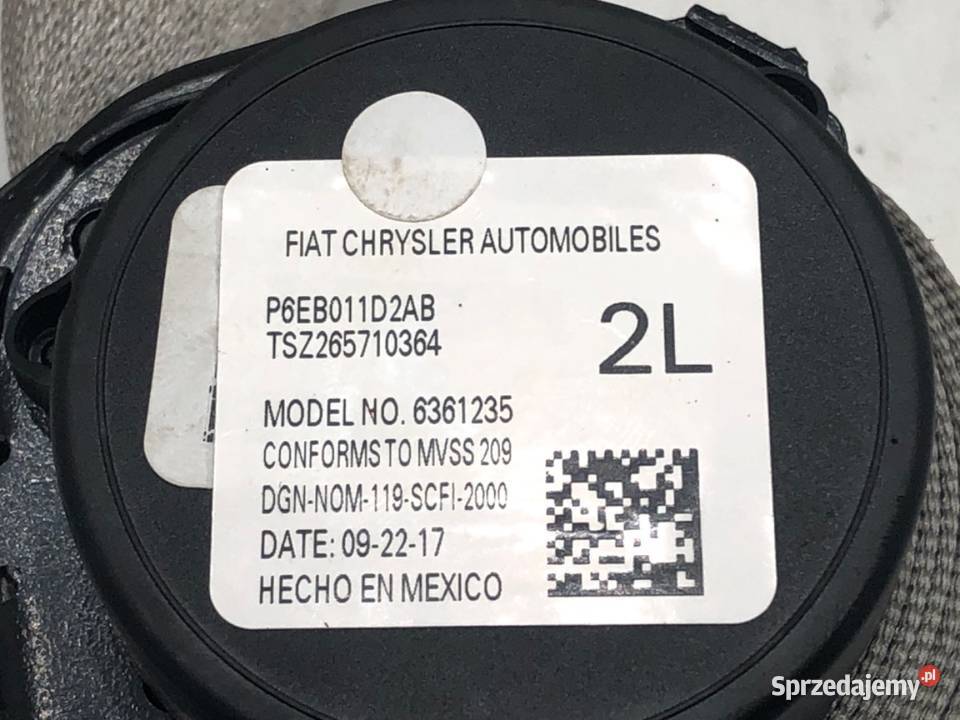 FIAT CHRYSLER AUTOMOBILES
P6EB011D2AB
TSZ265710364
2L
MODEL NO. 6361235
CONFORMS TO MVSS 209
DGN-NOM-119-SCFI-2000
DATE: 09-22-17
HECHO EN MEXICO
Sprzedajemy.pl